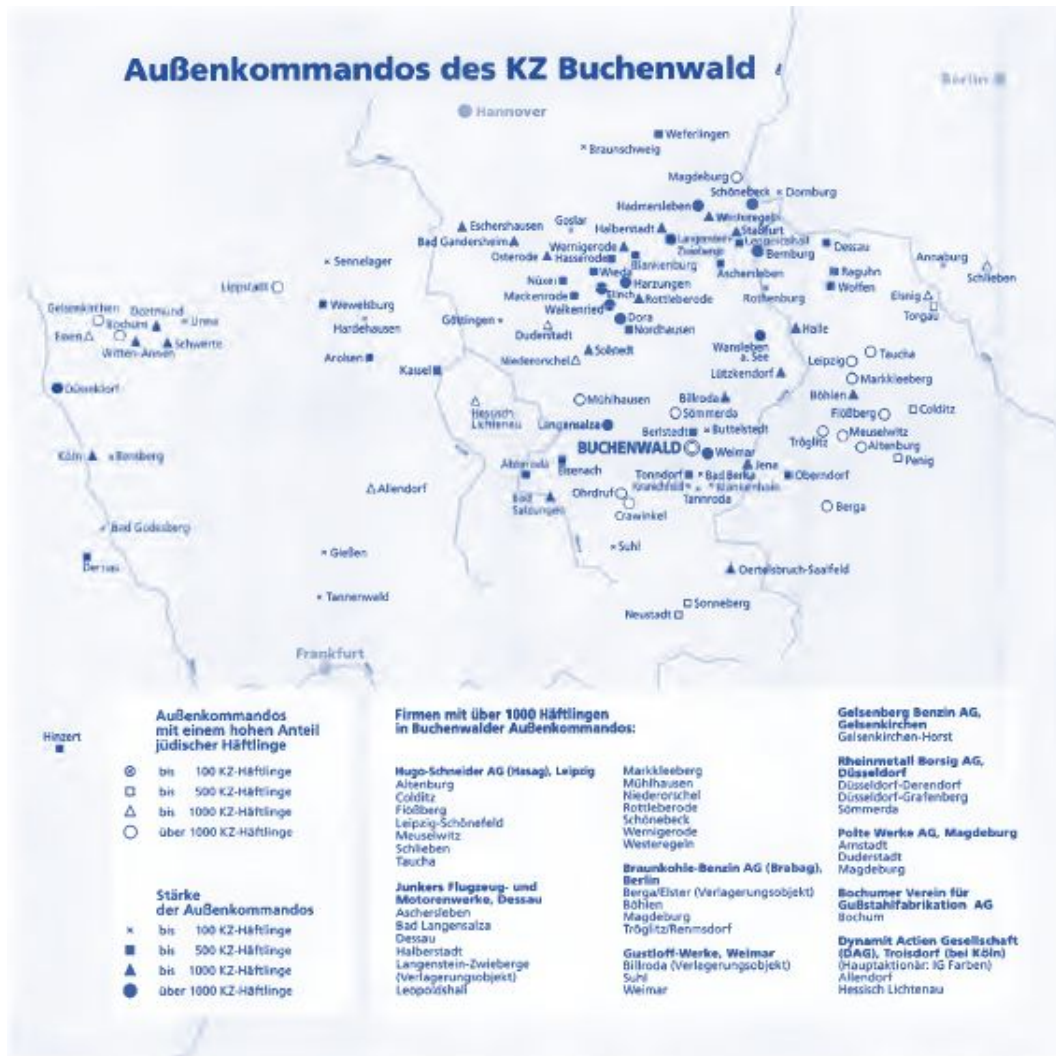 Außenkommandos des KZ Buchenwald
Berlin
Hannover
Weferlingen
Braunschweig
Magdeburg
Schönebeck
Dornburg
Hadmersleben
Westeregeln
Eschershausen
Goslar
Halberstadt
Staßfurt
Bad Gandersheim
Langenstein
Zwieberge
Leopoldshall
Dessau
Wernigerode
Osterode
Hasserode
Blankenburg
Bernburg
Annaburg
Sennelager
Aschersleben
Schlieben
Wieda
Raguhn
Nüxei
Harzungen
Wolffen
Lippstadt
Ellrich
Mackenrode
Rottleberode
Rothenburg
Elsnig
Wewelsburg
Walkenried
Torgau
Gelsenkirchen
Dortmund
Bochum
Unna
Göttingen
Dora
Hardehausen
Nordhausen
Halle
Essen
Duderstadt
Schwerte
Witten-Annen
Sollstedt
Wansleben
a. See
Taucha
Arolsen
Niederorschel
Leipzig
Kassel
Lützkendorf
Markkleeberg
Düsseldorf
Böhlen
Mühlhausen
Billroda
Hessisch
Lichtenau
Sömmerda
Flößberg
Colditz
Langensalza
Berlstedt
Buttelstedt
Tröglitz
Meuselwitz
BUCHENWALD
Weimar
Altenburg
Köln
Bensberg
Penig
Abteroda
Eisenach
Jena
Tonndorf
Bad Berka
Oberndorf
Kranichfeld
Blankenhain
Allendorf
Ohrdruf
Bad
Salzungen
Tannroda
Crawinkel
Berga
Bad Godesberg
Suhl
Gießen
Dernau
Oertelsbruch-Saalfeld
Tannenwald
Sonneberg
Neustadt
Frankfurt
Hinzert
Außenkommandos
mit einem hohen Anteil
jüdischer Häftlinge
bis 100 KZ-Häftlinge
bis 500 KZ-Häftlinge
bis 1000 KZ-Häftlinge
über 1000 KZ-Häftlinge
Stärke
der Außenkommandos
bis 100 KZ-Häftlinge
bis 500 KZ-Häftlinge
bis 1000 KZ-Häftlinge
über 1000 KZ-Häftlinge
Firmen mit über 1000 Häftlingen
in Buchenwalder Außenkommandos:
Hugo-Schneider AG (Hasag), Leipzig
Altenburg
Colditz
Flößberg
Leipzig-Schönefeld
Meuselwitz
Schlieben
Taucha
Junkers Flugzeug- und
Motorenwerke, Dessau
Aschersleben
Bad Langensalza
Dessau
Halberstadt
Langenstein-Zwieberge
(Verlagerungsobjekt)
Leopoldshall
Markkleeberg
Mühlhausen
Niederorschel
Rottleberode
Schönebeck
Wernigerode
Westeregeln
Braunkohle-Benzin AG (Brabag),
Berlin
Berga/Elster (Verlagerungsobjekt)
Böhlen
Magdeburg
Tröglitz/Remsdorf
Gustloff-Werke, Weimar
Billroda (Verlagerungsobjekt)
Suhl
Weimar
Gelsenberg Benzin AG,
Gelsenkirchen
Gelsenkirchen-Horst
Rheinmetall Borsig AG,
Düsseldorf
Düsseldorf-Derendorf
Düsseldorf-Grafenberg
Sömmerda
Polte Werke AG, Magdeburg
Arnstadt
Duderstadt
Magdeburg
Bochumer Verein für
Gußstahlfabrikation AG
Bochum
Dynamit Action Gesellschaft
(DAG), Troisdorf (bei Köln)
(Hauptaktionär: IG Farben)
Allendorf
Hessisch Lichtenau